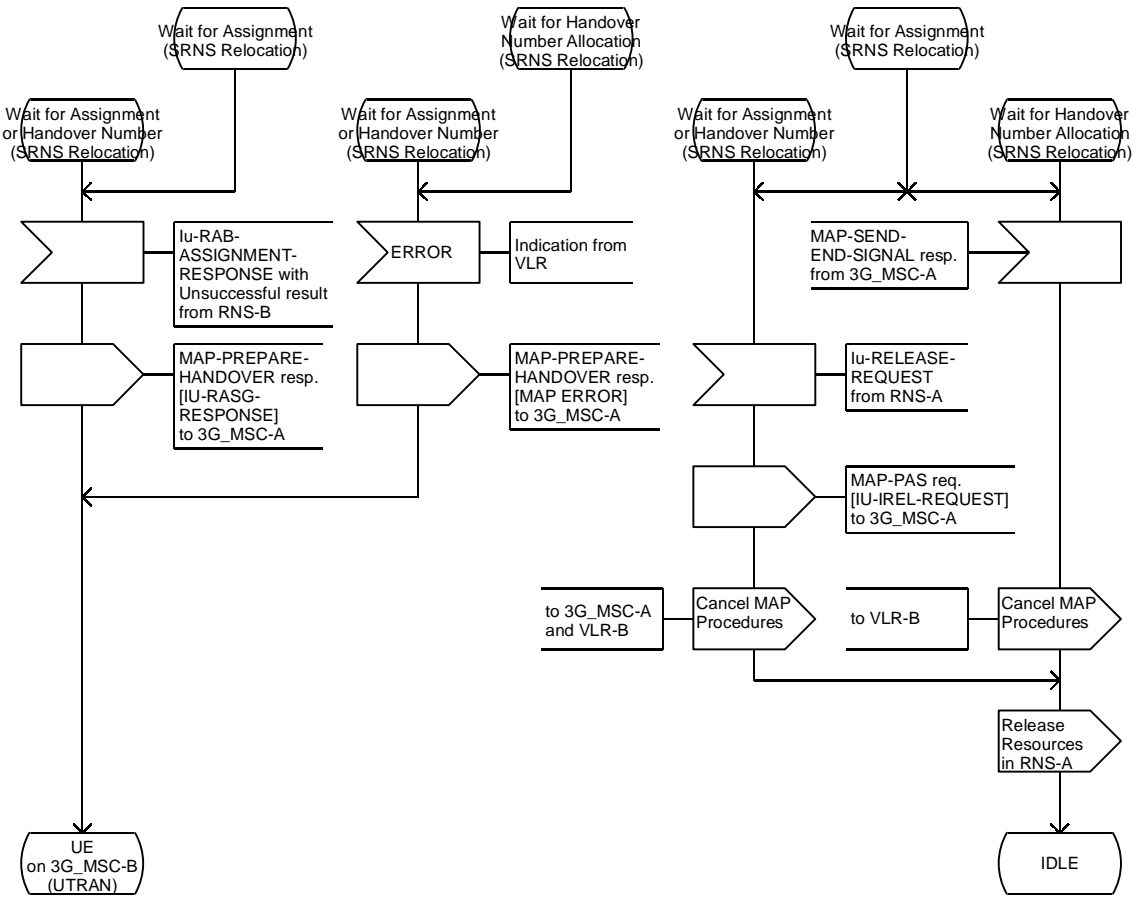 Wait for Assignment
(SRNS Relocation)
Wait for Handover
Number Allocation
(SRNS Relocation)
Wait for Assignment
(SRNS Relocation)
Wait for Assignment
or Handover Number
(SRNS Relocation)
Wait for Assignment
or Handover Number
(SRNS Relocation)
Wait for Assignment
or Handover Number
(SRNS Relocation)
Wait for Handover
Number Allocation
(SRNS Relocation)
Iu-RAB-
ASSIGNMENT-
RESPONSE with
Unsuccessful result
from RNS-B
ERROR
Indication from
VLR
MAP-SEND-
END-SIGNAL resp.
from 3G_MSC-A
MAP-PREPARE-
HANDOVER resp.
[IU-RASG-
RESPONSE]
to 3G_MSC-A
MAP-PREPARE-
HANDOVER resp.
[MAP ERROR]
to 3G_MSC-A
Iu-RELEASE-
REQUEST
from RNS-A
MAP-PAS req.
[IU-IREL-REQUEST]
to 3G_MSC-A
to 3G_MSC-A
and VLR-B
Cancel MAP
Procedures
to VLR-B
Cancel MAP
Procedures
Release
Resources
in RNS-A
UE
on 3G_MSC-B
(UTRAN)
IDLE